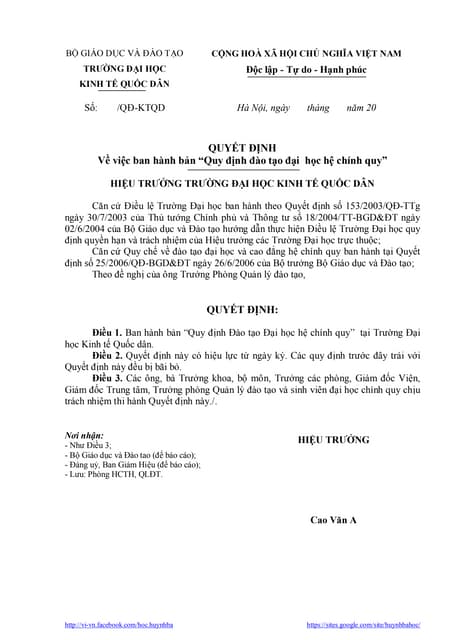 BỘ GIÁO DỤC VÀ ĐÀO TẠO
TRƯỜNG ĐẠI HỌC
KINH TẾ QUỐC DÂN
CỘNG HOÀ XÃ HỘI CHỦ NGHĨA VIỆT NAM
Độc lập - Tự do - Hạnh phúc
Số: /QĐ-KTQD
Hà Nội, ngày tháng năm 20
QUYẾT ĐỊNH
Về việc ban hành bản “Quy định đào tạo đại học hệ chính quy”
HIỆU TRƯỞNG TRƯỜNG ĐẠI HỌC KINH TẾ QUỐC DÂN
Căn cứ Điều lệ Trường Đại học ban hành theo Quyết định số 153/2003/QĐ-TTg
ngày 30/7/2003 của Thủ tướng Chính phủ và Thông tư số 18/2004/TT-BGD&ĐT ngày
02/6/2004 của Bộ Giáo dục và Đào tạo hướng dẫn thực hiện Điều lệ Trường Đại học quy
định quyền hạn và trách nhiệm của Hiệu trưởng các Trường Đại học trực thuộc;
Căn cứ Quy chế về đào tạo đại học và cao đẳng hệ chính quy ban hành tại Quyết
định số 25/2006/QĐ-BGD&ĐT ngày 26/6/2006 của Bộ trưởng Bộ Giáo dục và Đào tạo;
Theo đề nghị của ông Trưởng Phòng Quản lý đào tạo,
QUYẾT ĐỊNH:
Điều 1. Ban hành bản “Quy định Đào tạo Đại học hệ chính quy” tại Trường Đại
học Kinh tế Quốc dân.
Điều 2. Quyết định này có hiệu lực từ ngày ký. Các quy định trước đây trái với
Quyết định này đều bị bãi bỏ.
Điều 3. Các ông, bà Trưởng khoa, bộ môn, Trưởng các phòng, Giám đốc Viện,
Giám đốc Trung tâm, Trưởng phòng Quản lý đào tạo và sinh viên đại học chính quy chịu
trách nhiệm thi hành Quyết định này./.
Nơi nhận:
- Như Điều 3;
- Bộ Giáo dục và Đào tao (để báo cáo);
- Đảng uỷ, Ban Giám Hiệu (để báo cáo);
- Lưu: Phòng HCTH, QLĐT.
HIỆU TRƯỞNG
Cao Văn A
http://vi-vn.facebook.com/hoc.huynhba
https://sites.google.com/site/huynhbahoc/